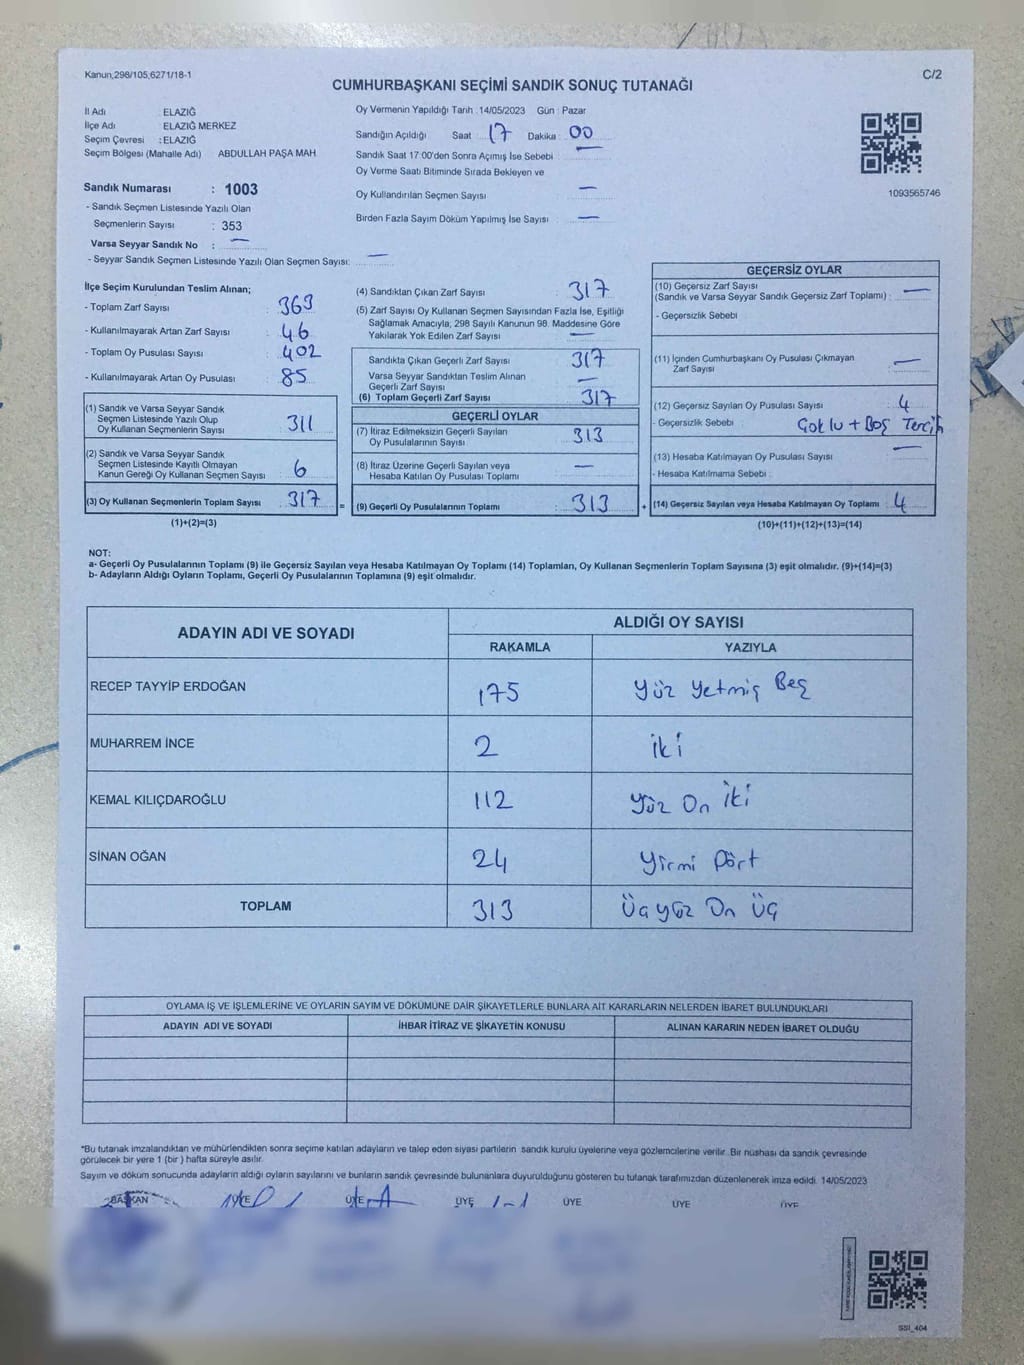 Kanun,298/105,6271/18-1
C/2
CUMHURBAŞKANI SEÇİMİ SANDIK SONUÇ TUTANAĞI
İl Adı : ELAZIĞ
İlçe Adı : ELAZIĞ MERKEZ
Seçim Çevresi : ELAZIĞ
Seçim Bölgesi (Mahalle Adı) ABDULLAH PAŞA MAH
Sandık Numarası : 1003
- Sandık Seçmen Listesinde Yazılı Olan
Seçmenlerin Sayısı : 353
Varsa Seyyar Sandık No : —
- Seyyar Sandık Seçmen Listesinde Yazılı Olan Seçmen Sayısı: —
Oy Vermenin Yapıldığı Tarih : 14/05/2023 Gün : Pazar
Sandığın Açıldığı Saat : 17 Dakika : 00
Sandık Saat 17:00'den Sonra Açımış İse Sebebi : —
Oy Verme Saati Bitiminde Sırada Bekleyen ve
Oy Kullandırılan Seçmen Sayısı : —
Birden Fazla Sayım Döküm Yapılmış İse Sayısı : —
1093565746
İlçe Seçim Kurulundan Teslim Alınan;
- Toplam Zarf Sayısı : 363
- Kullanılmayarak Artan Zarf Sayısı : 46
- Toplam Oy Pusulası Sayısı : 402
- Kullanılmayarak Artan Oy Pusulası : 85
(1) Sandık ve Varsa Seyyar Sandık
Seçmen Listesinde Yazılı Olup
Oy Kullanan Seçmenlerin Sayısı : 311
(2) Sandık ve Varsa Seyyar Sandık
Seçmen Listesinde Kayıtlı Olmayan
Kanun Gereği Oy Kullanan Seçmen Sayısı : 6
(3) Oy Kullanan Seçmenlerin Toplam Sayısı : 317
(1)+(2)=(3)
(4) Sandıktan Çıkan Zarf Sayısı : 317
(5) Zarf Sayısı Oy Kullanan Seçmen Sayısından Fazla İse, Eşitliği
Sağlamak Amacıyla, 298 Sayılı Kanunun 98. Maddesine Göre
Yakılarak Yok Edilen Zarf Sayısı : —
Sandıkta Çıkan Geçerli Zarf Sayısı : 317
Varsa Seyyar Sandıktan Teslim Alınan
Geçerli Zarf Sayısı : —
(6) Toplam Geçerli Zarf Sayısı : 317
GEÇERLİ OYLAR
(7) İtiraz Edilmeksizin Geçerli Sayılan
Oy Pusulalarının Sayısı : 313
(8) İtiraz Üzerine Geçerli Sayılan veya
Hesaba Katılan Oy Pusulası Toplamı : —
= (9) Geçerli Oy Pusulalarının Toplamı : 313
GEÇERSİZ OYLAR
(10) Geçersiz Zarf Sayısı
(Sandık ve Varsa Seyyar Sandık Geçersiz Zarf Toplamı) : —
- Geçersizlik Sebebi :
(11) İçinden Cumhurbaşkanı Oy Pusulası Çıkmayan
Zarf Sayısı : —
(12) Geçersiz Sayılan Oy Pusulası Sayısı : 4
- Geçersizlik Sebebi : Çoklu + Boş Tercih
(13) Hesaba Katılmayan Oy Pusulası Sayısı : —
- Hesaba Katılmama Sebebi :
+ (14) Geçersiz Sayılan veya Hesaba Katılmayan Oy Toplamı : 4
(10)+(11)+(12)+(13)=(14)
NOT:
a- Geçerli Oy Pusulalarının Toplamı (9) ile Geçersiz Sayılan veya Hesaba Katılmayan Oy Toplamı (14) Toplamları, Oy Kullanan Seçmenlerin Toplam Sayısına (3) eşit olmalıdır. (9)+(14)=(3)
b- Adayların Aldığı Oyların Toplamı, Geçerli Oy Pusulalarının Toplamına (9) eşit olmalıdır.
ADAYIN ADI VE SOYADI
ALDIĞI OY SAYISI
RAKAMLA YAZIYLA
RECEP TAYYİP ERDOĞAN 175 Yüz Yetmiş Beş
MUHARREM İNCE 2 İki
KEMAL KILIÇDAROĞLU 112 Yüz On İki
SİNAN OĞAN 24 Yirmi Dört
TOPLAM 313 Üçyüz On Üç
OYLAMA İŞ VE İŞLEMLERİNE VE OYLARIN SAYIM VE DÖKÜMÜNE DAİR ŞİKAYETLERLE BUNLARA AİT KARARLARIN NELERDEN İBARET BULUNDUKLARI
ADAYIN ADI VE SOYADI İHBAR İTİRAZ VE ŞİKAYETİN KONUSU ALINAN KARARIN NEDEN İBARET OLDUĞU
*Bu tutanak imzalandıktan ve mühürlendikten sonra seçime katılan adayların ve talep eden siyasi partilerin sandık kurulu üyelerine veya gözlemcilerine verilir. Bir nüshası da sandık çevresinde
görülecek bir yere 1 (bir ) hafta süreyle asılır.
Sayım ve döküm sonucunda adayların aldığı oyların sayılarını ve bunların sandık çevresinde bulunanlara duyurulduğunu gösteren bu tutanak tarafımızdan düzenlenerek imza edildi. 14/05/2023
BAŞKAN ÜYE ÜYE ÜYE ÜYE ÜYE ÜYE
SSI_404